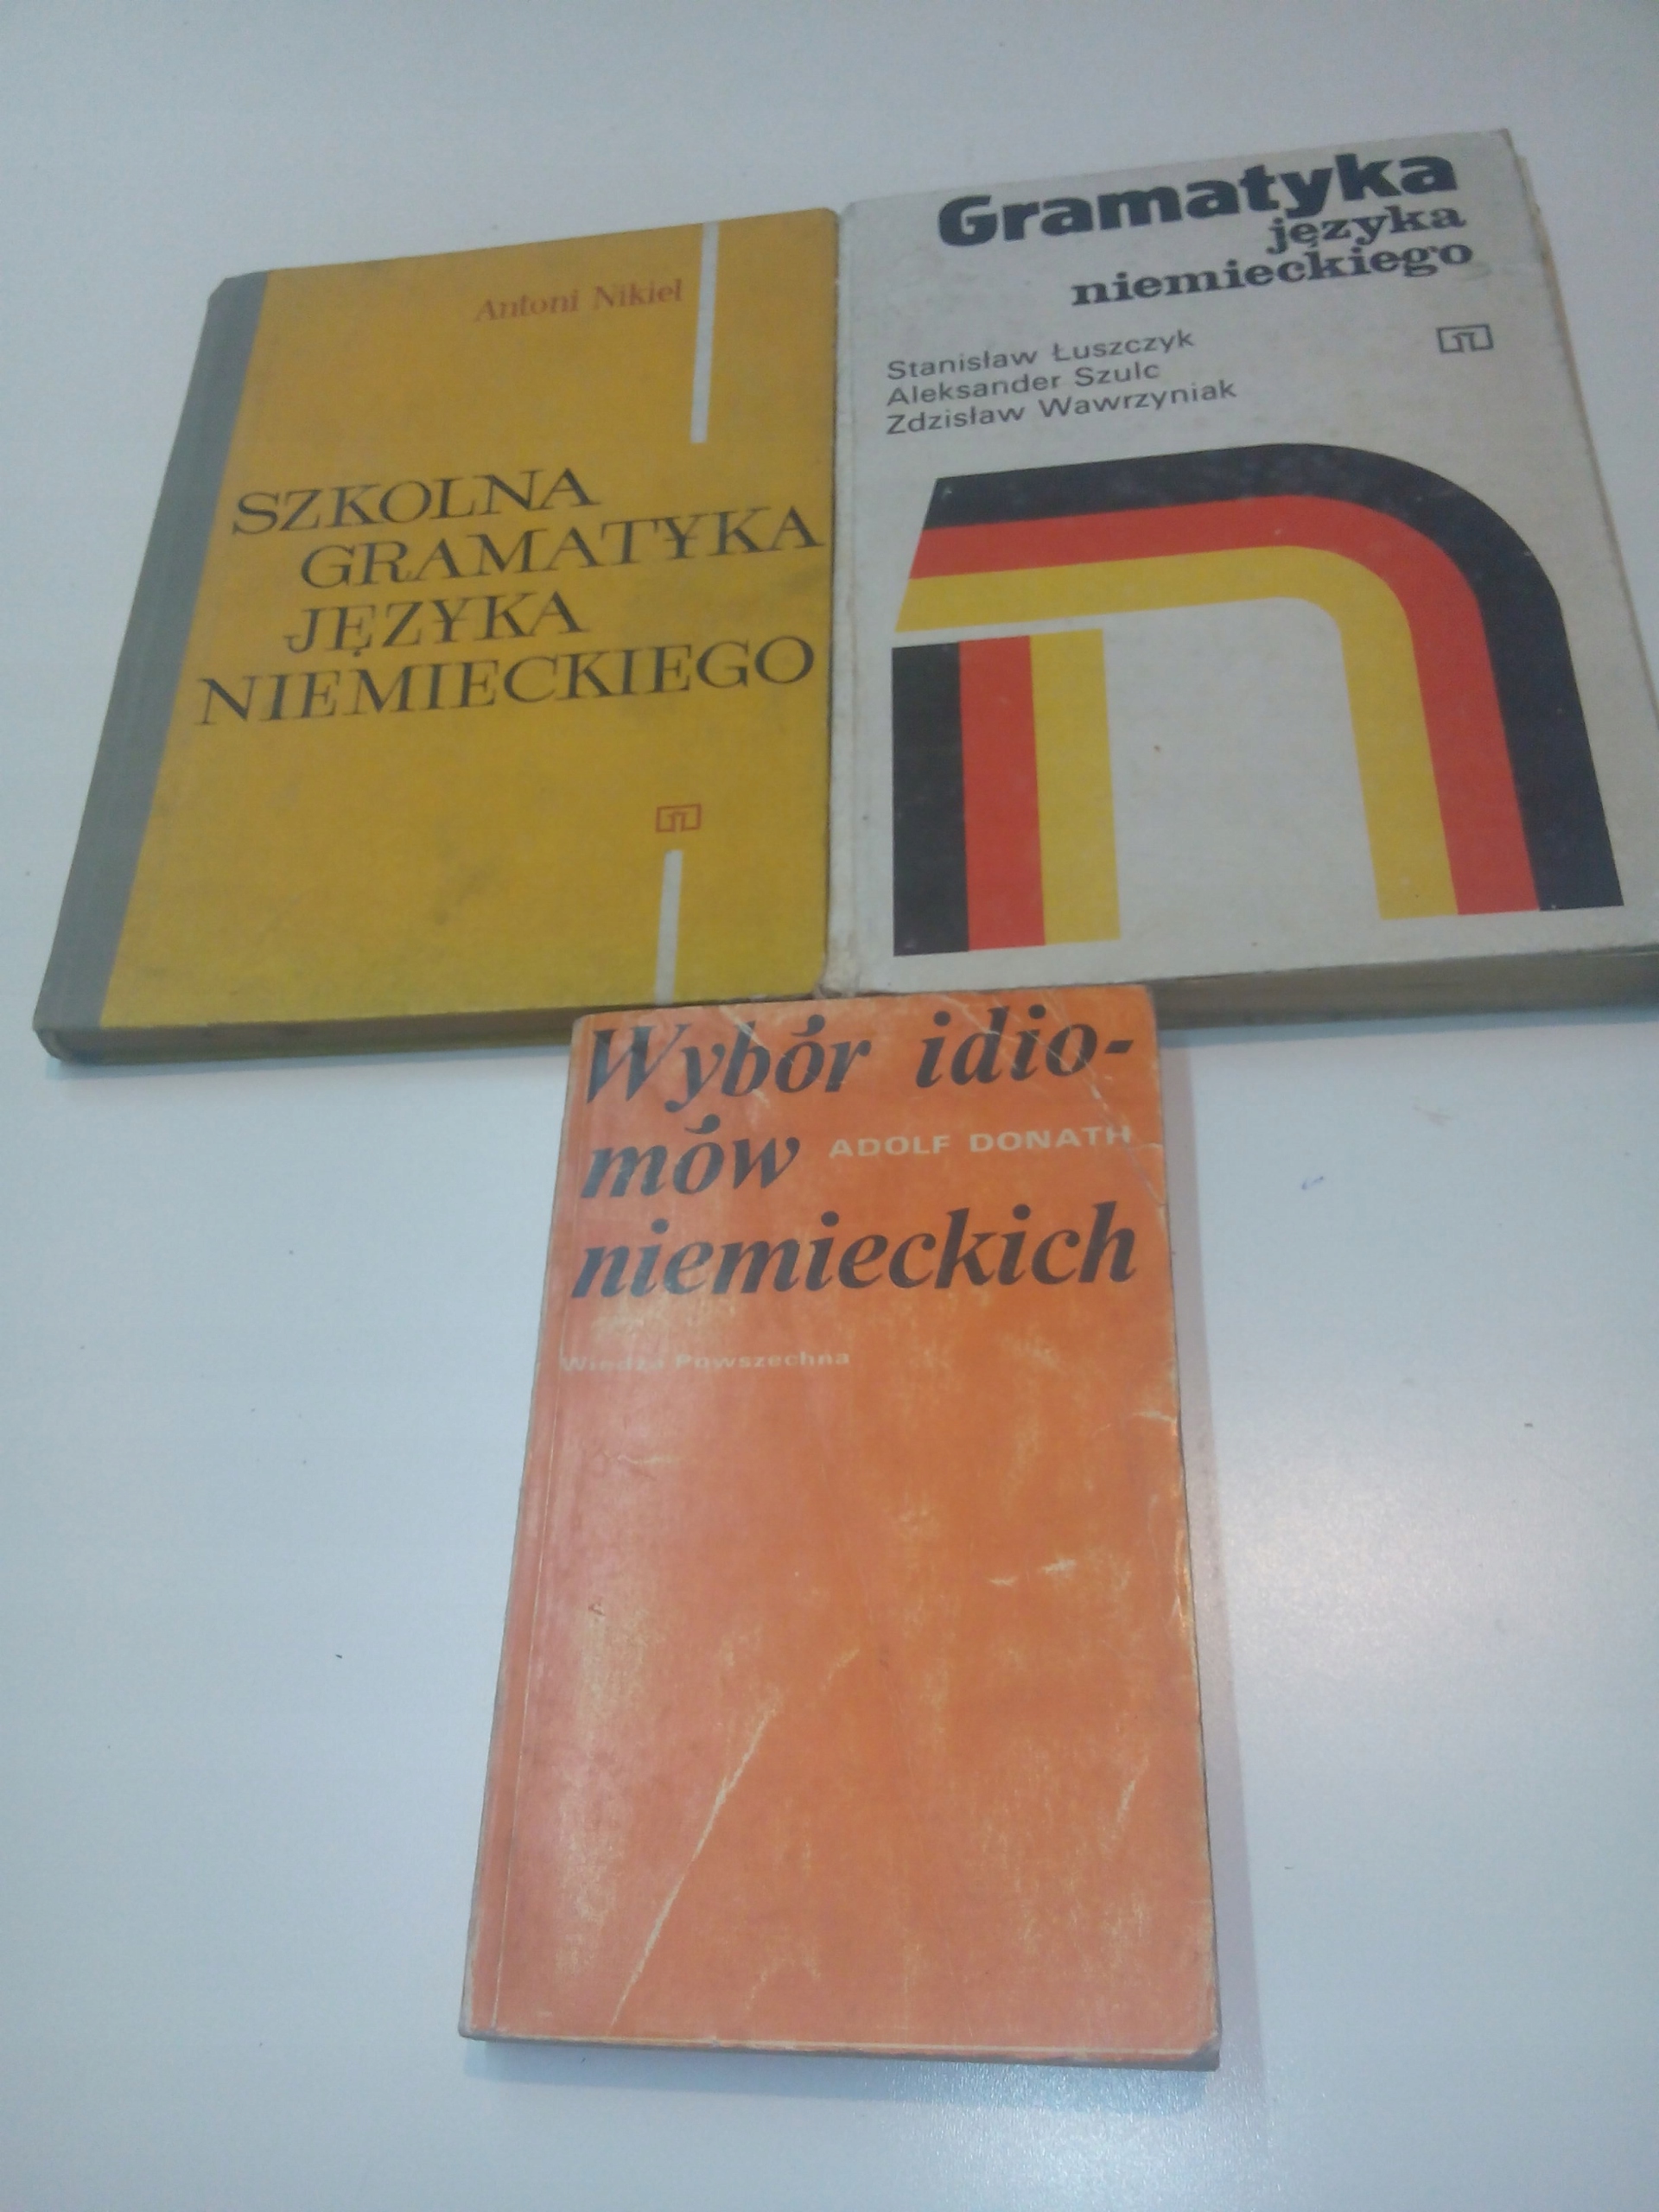 Antoni Nikiel
SZKOLNA
GRAMATYKA
JĘZYKA
NIEMIECKIEGO
Gramatyka
języka
niemieckiego
Stanisław Łuszczyk
Aleksander Szulc
Zdzisław Wawrzyniak
Wybór idio-
mów ADOLF DONATH
niemieckich
Wiedza Powszechna